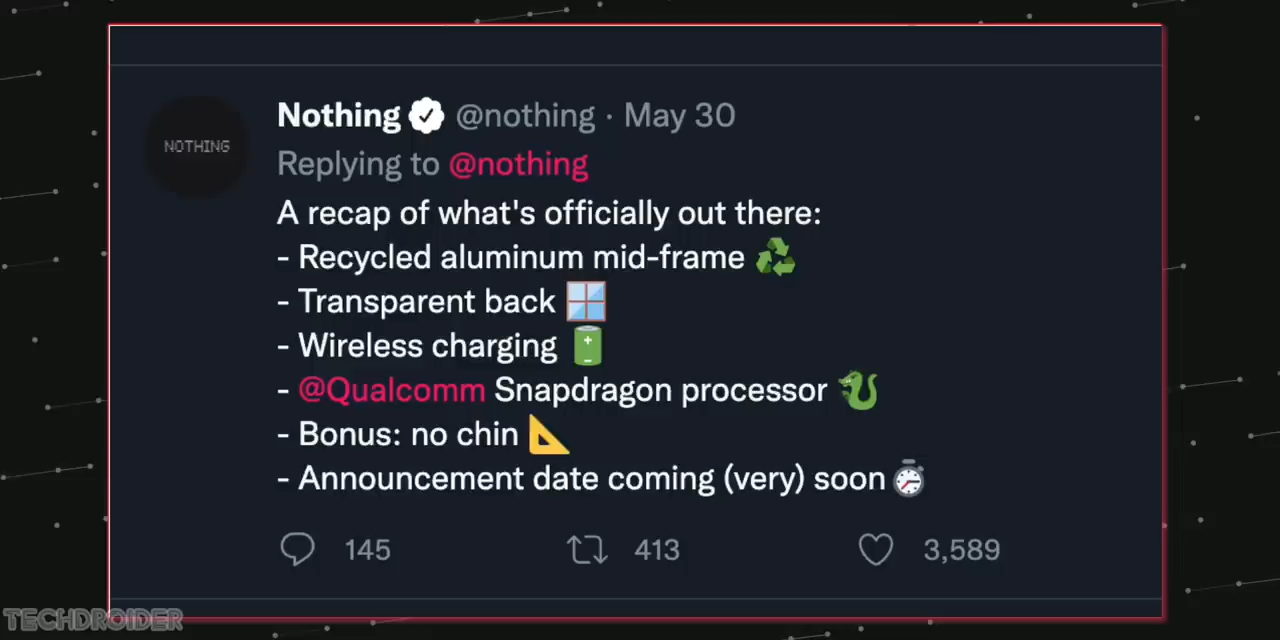 Nothing @nothing · May 30
NOTHING
Replying to @nothing
A recap of what's officially out there:
- Recycled aluminum mid-frame ♻️
- Transparent back 🪟
- Wireless charging 🔋
- @Qualcomm Snapdragon processor 🐉
- Bonus: no chin 📐
- Announcement date coming (very) soon ⏱️
145 413 3,589
TECHDROIDER